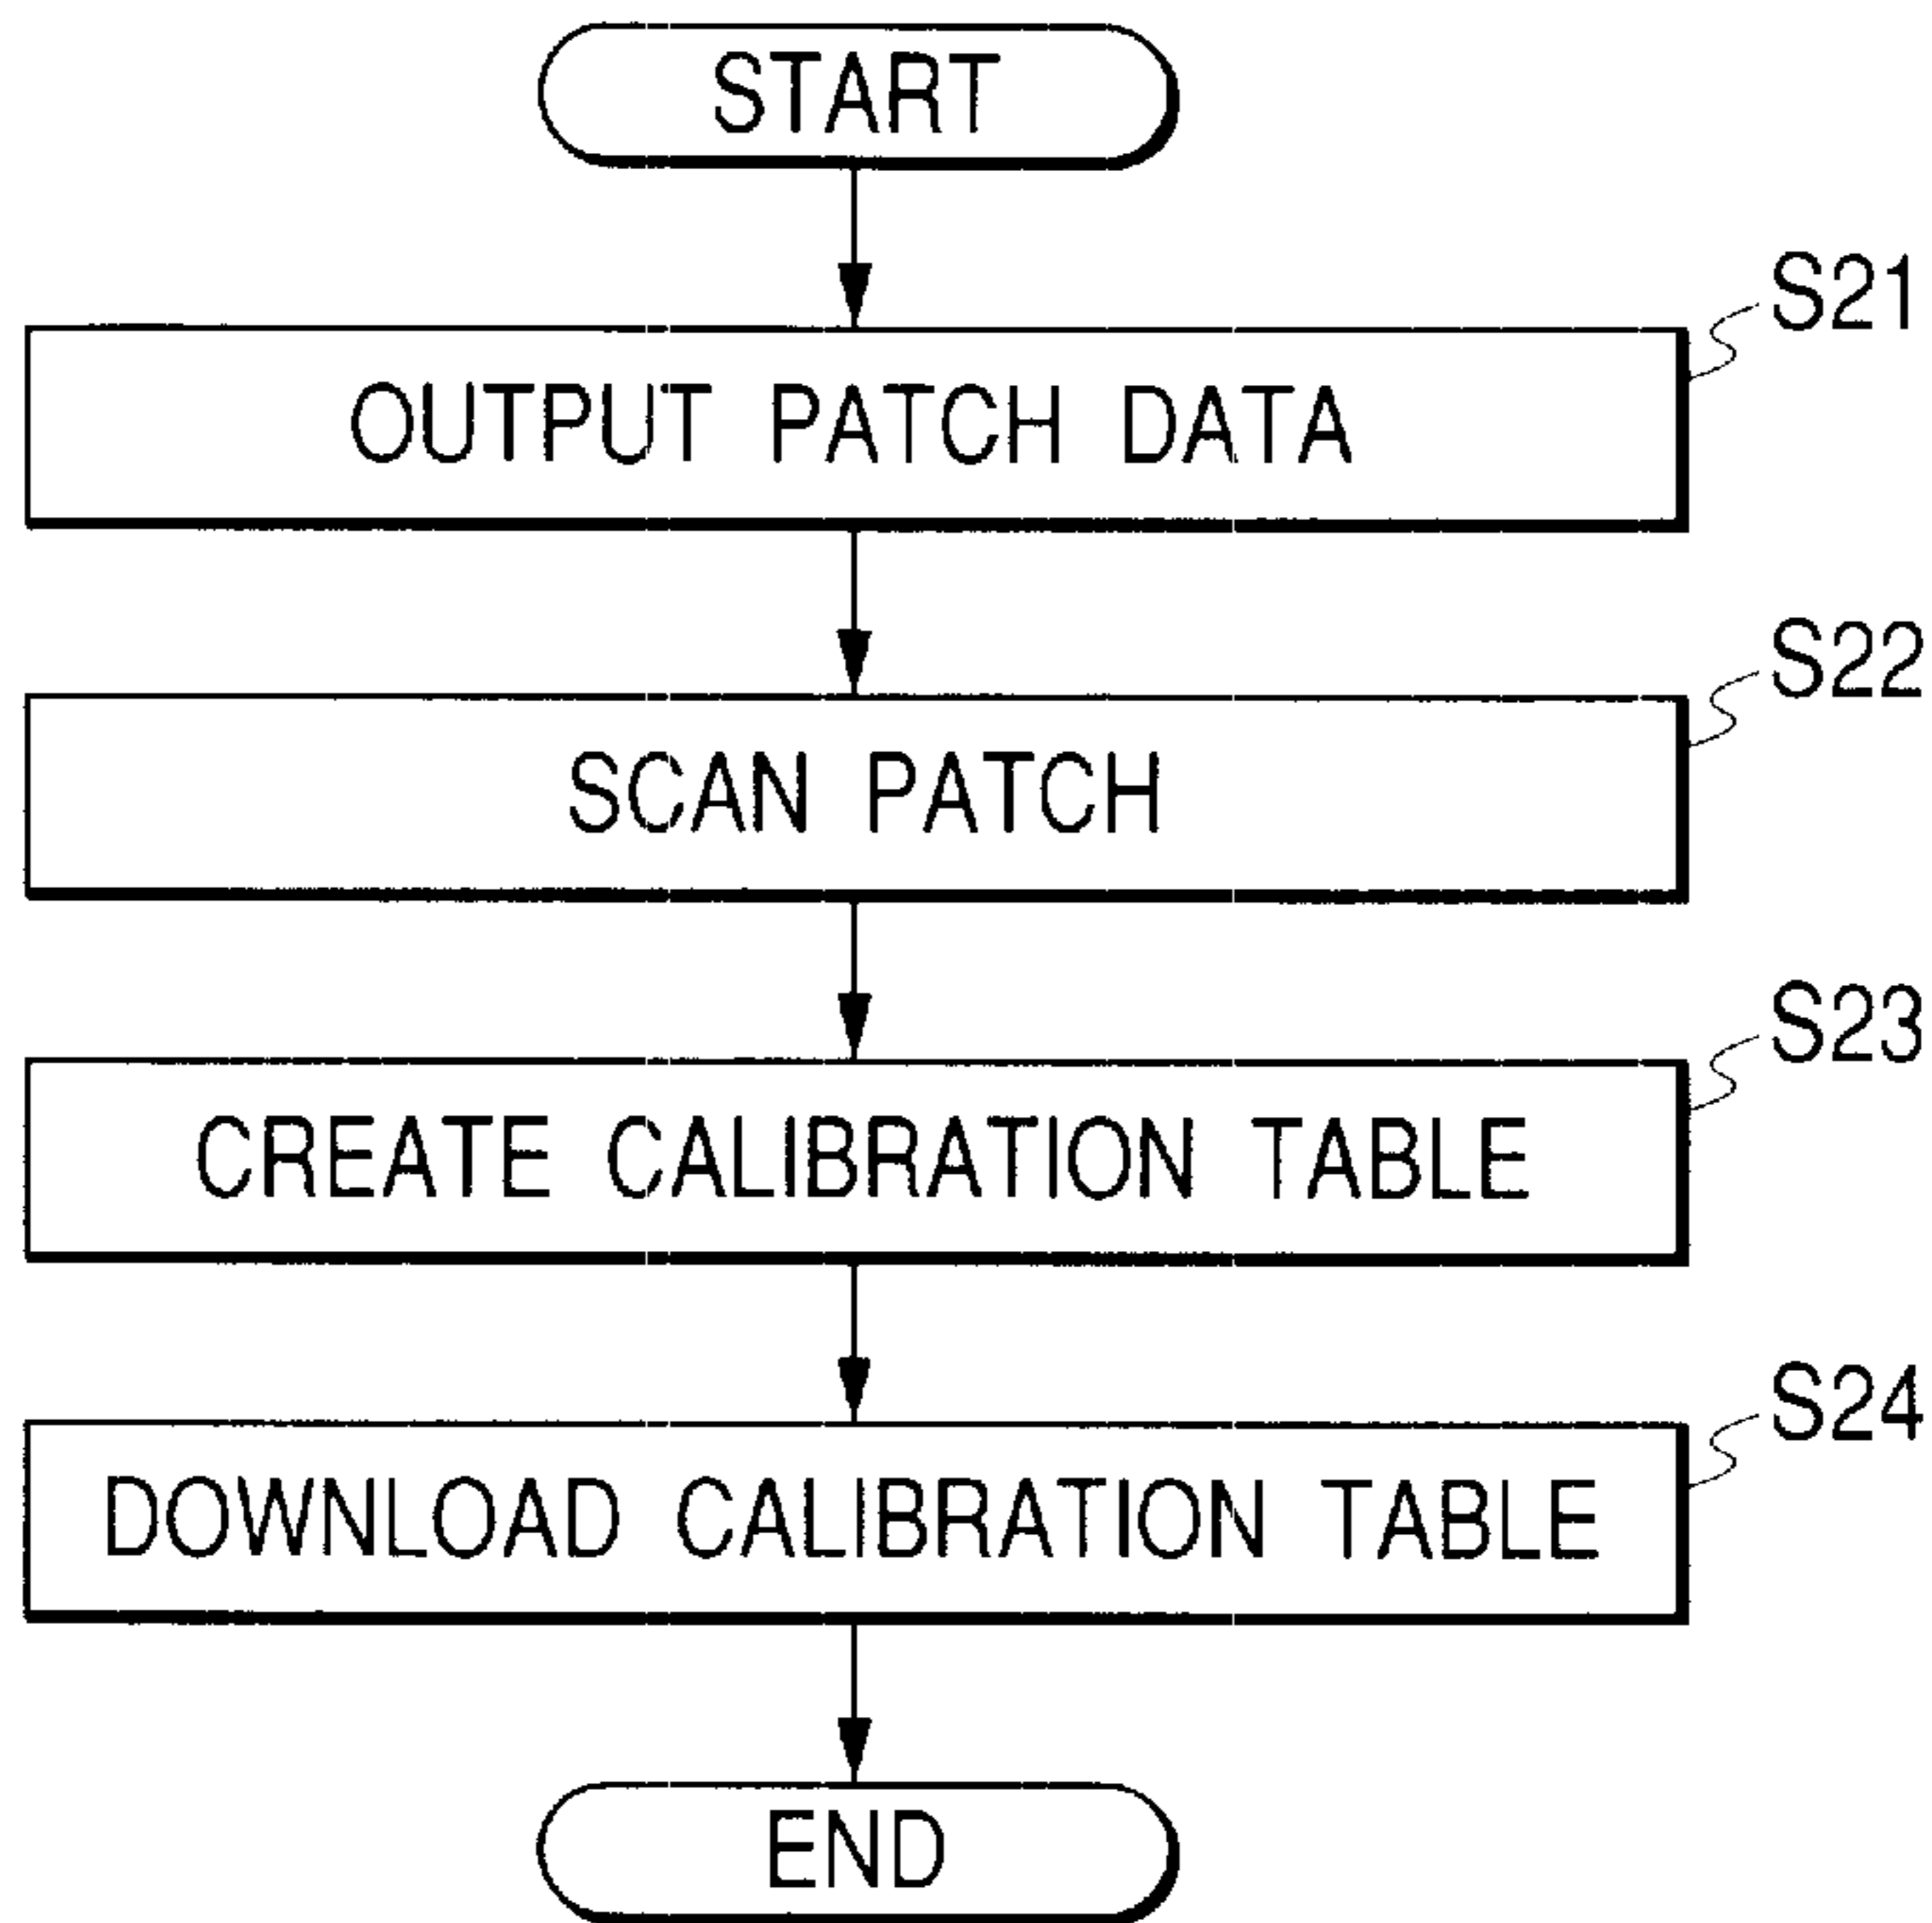 START
S21
OUTPUT PATCH DATA
S22
SCAN PATCH
S23
CREATE CALIBRATION TABLE
S24
DOWNLOAD CALIBRATION TABLE
END